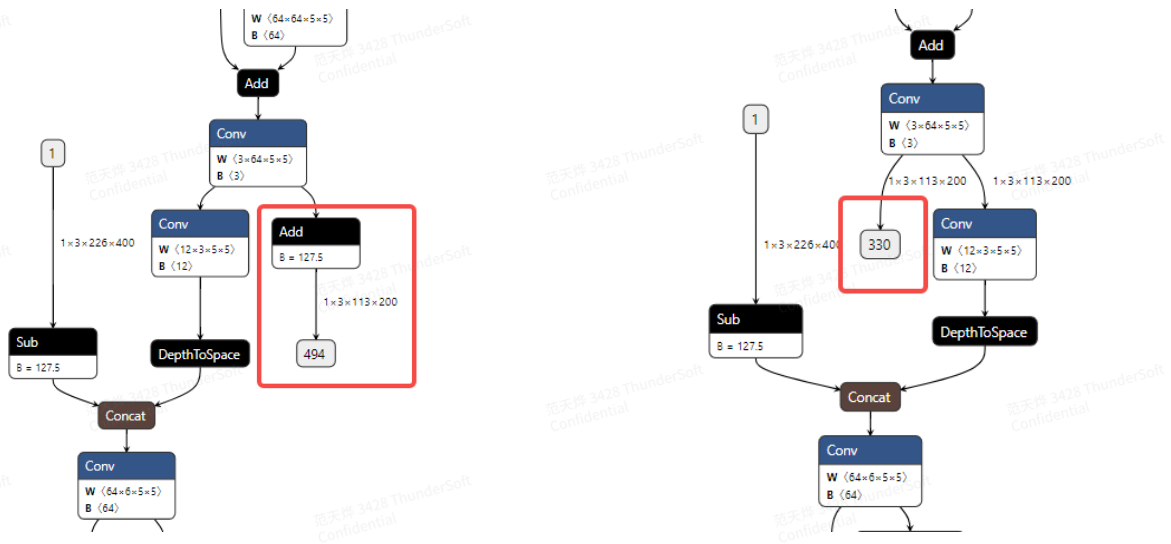 W ⟨64×64×5×5⟩
B ⟨64⟩
Add
Conv
W ⟨3×64×5×5⟩
B ⟨3⟩
1
Conv
W ⟨12×3×5×5⟩
B ⟨12⟩
Add
B = 127.5
1×3×226×400
1×3×113×200
Sub
B = 127.5
DepthToSpace
494
Concat
Conv
W ⟨64×6×5×5⟩
B ⟨64⟩
Add
Conv
W ⟨3×64×5×5⟩
B ⟨3⟩
1
1×3×113×200
1×3×113×200
330
Conv
W ⟨12×3×5×5⟩
B ⟨12⟩
1×3×226×400
Sub
B = 127.5
DepthToSpace
Concat
Conv
W ⟨64×6×5×5⟩
B ⟨64⟩
范天烨 3428 ThunderSoft
Confidential